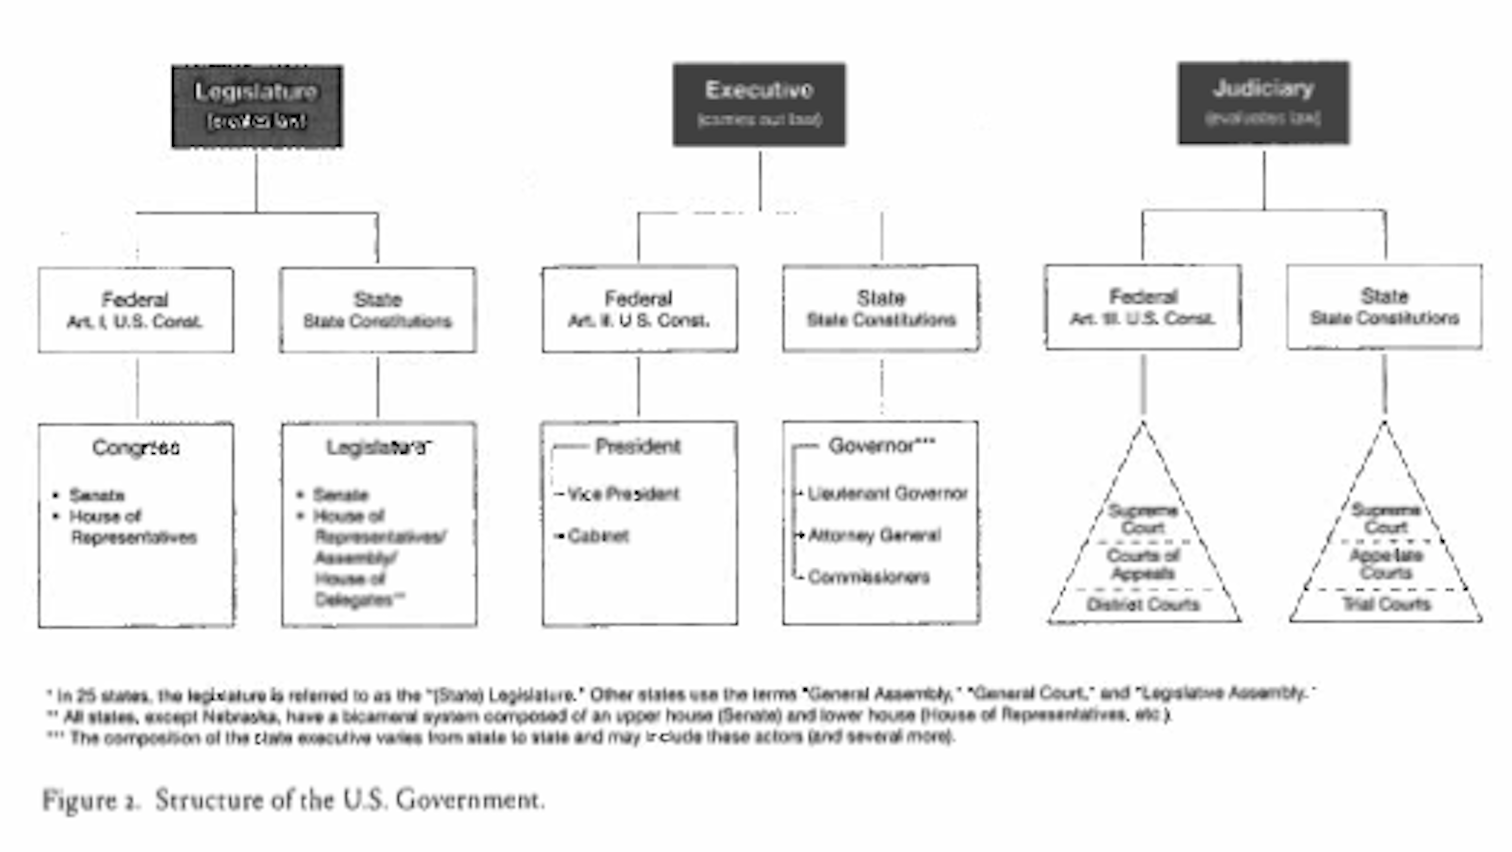 Legislature
(creates law)
Executive
(carries out law)
Judiciary
(evaluates law)
Federal
Art. I, U.S. Const.
State
State Constitutions
Federal
Art. II. U S. Const.
State
State Constitutions
Federal
Art. III. U.S. Const.
State
State Constitutions
Congress
• Senate
• House of
Representatives
Legislature*
• Senate
• House of
Representatives/
Assembly/
House of
Delegates**
President
Vice President
Cabinet
Governor***
Lieutenant Governor
Attorney General
Commissioners
Supreme
Court
Courts of
Appeals
District Courts
Supreme
Court
Appellate
Courts
Trial Courts
* In 25 states, the legislature is referred to as the "(State) Legislature." Other states use the terms "General Assembly," "General Court," and "Legislative Assembly."
** All states, except Nebraska, have a bicameral system composed of an upper house (Senate) and lower house (House of Representatives, etc.).
*** The composition of the state executive varies from state to state and may include these actors (and several more).
Figure 2. Structure of the U.S. Government.